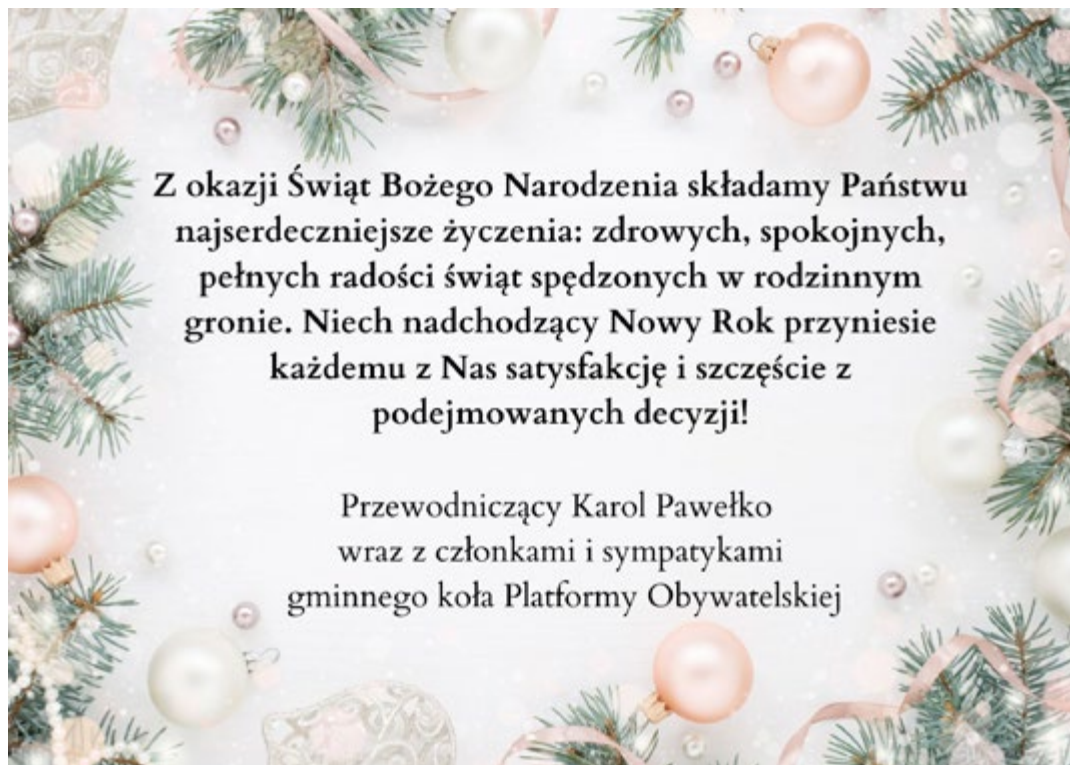 Z okazji Świąt Bożego Narodzenia składamy Państwu
najserdeczniejsze życzenia: zdrowych, spokojnych,
pełnych radości świąt spędzonych w rodzinnym
gronie. Niech nadchodzący Nowy Rok przyniesie
każdemu z Nas satysfakcję i szczęście z
podejmowanych decyzji!
Przewodniczący Karol Pawełko
wraz z członkami i sympatykami
gminnego koła Platformy Obywatelskiej